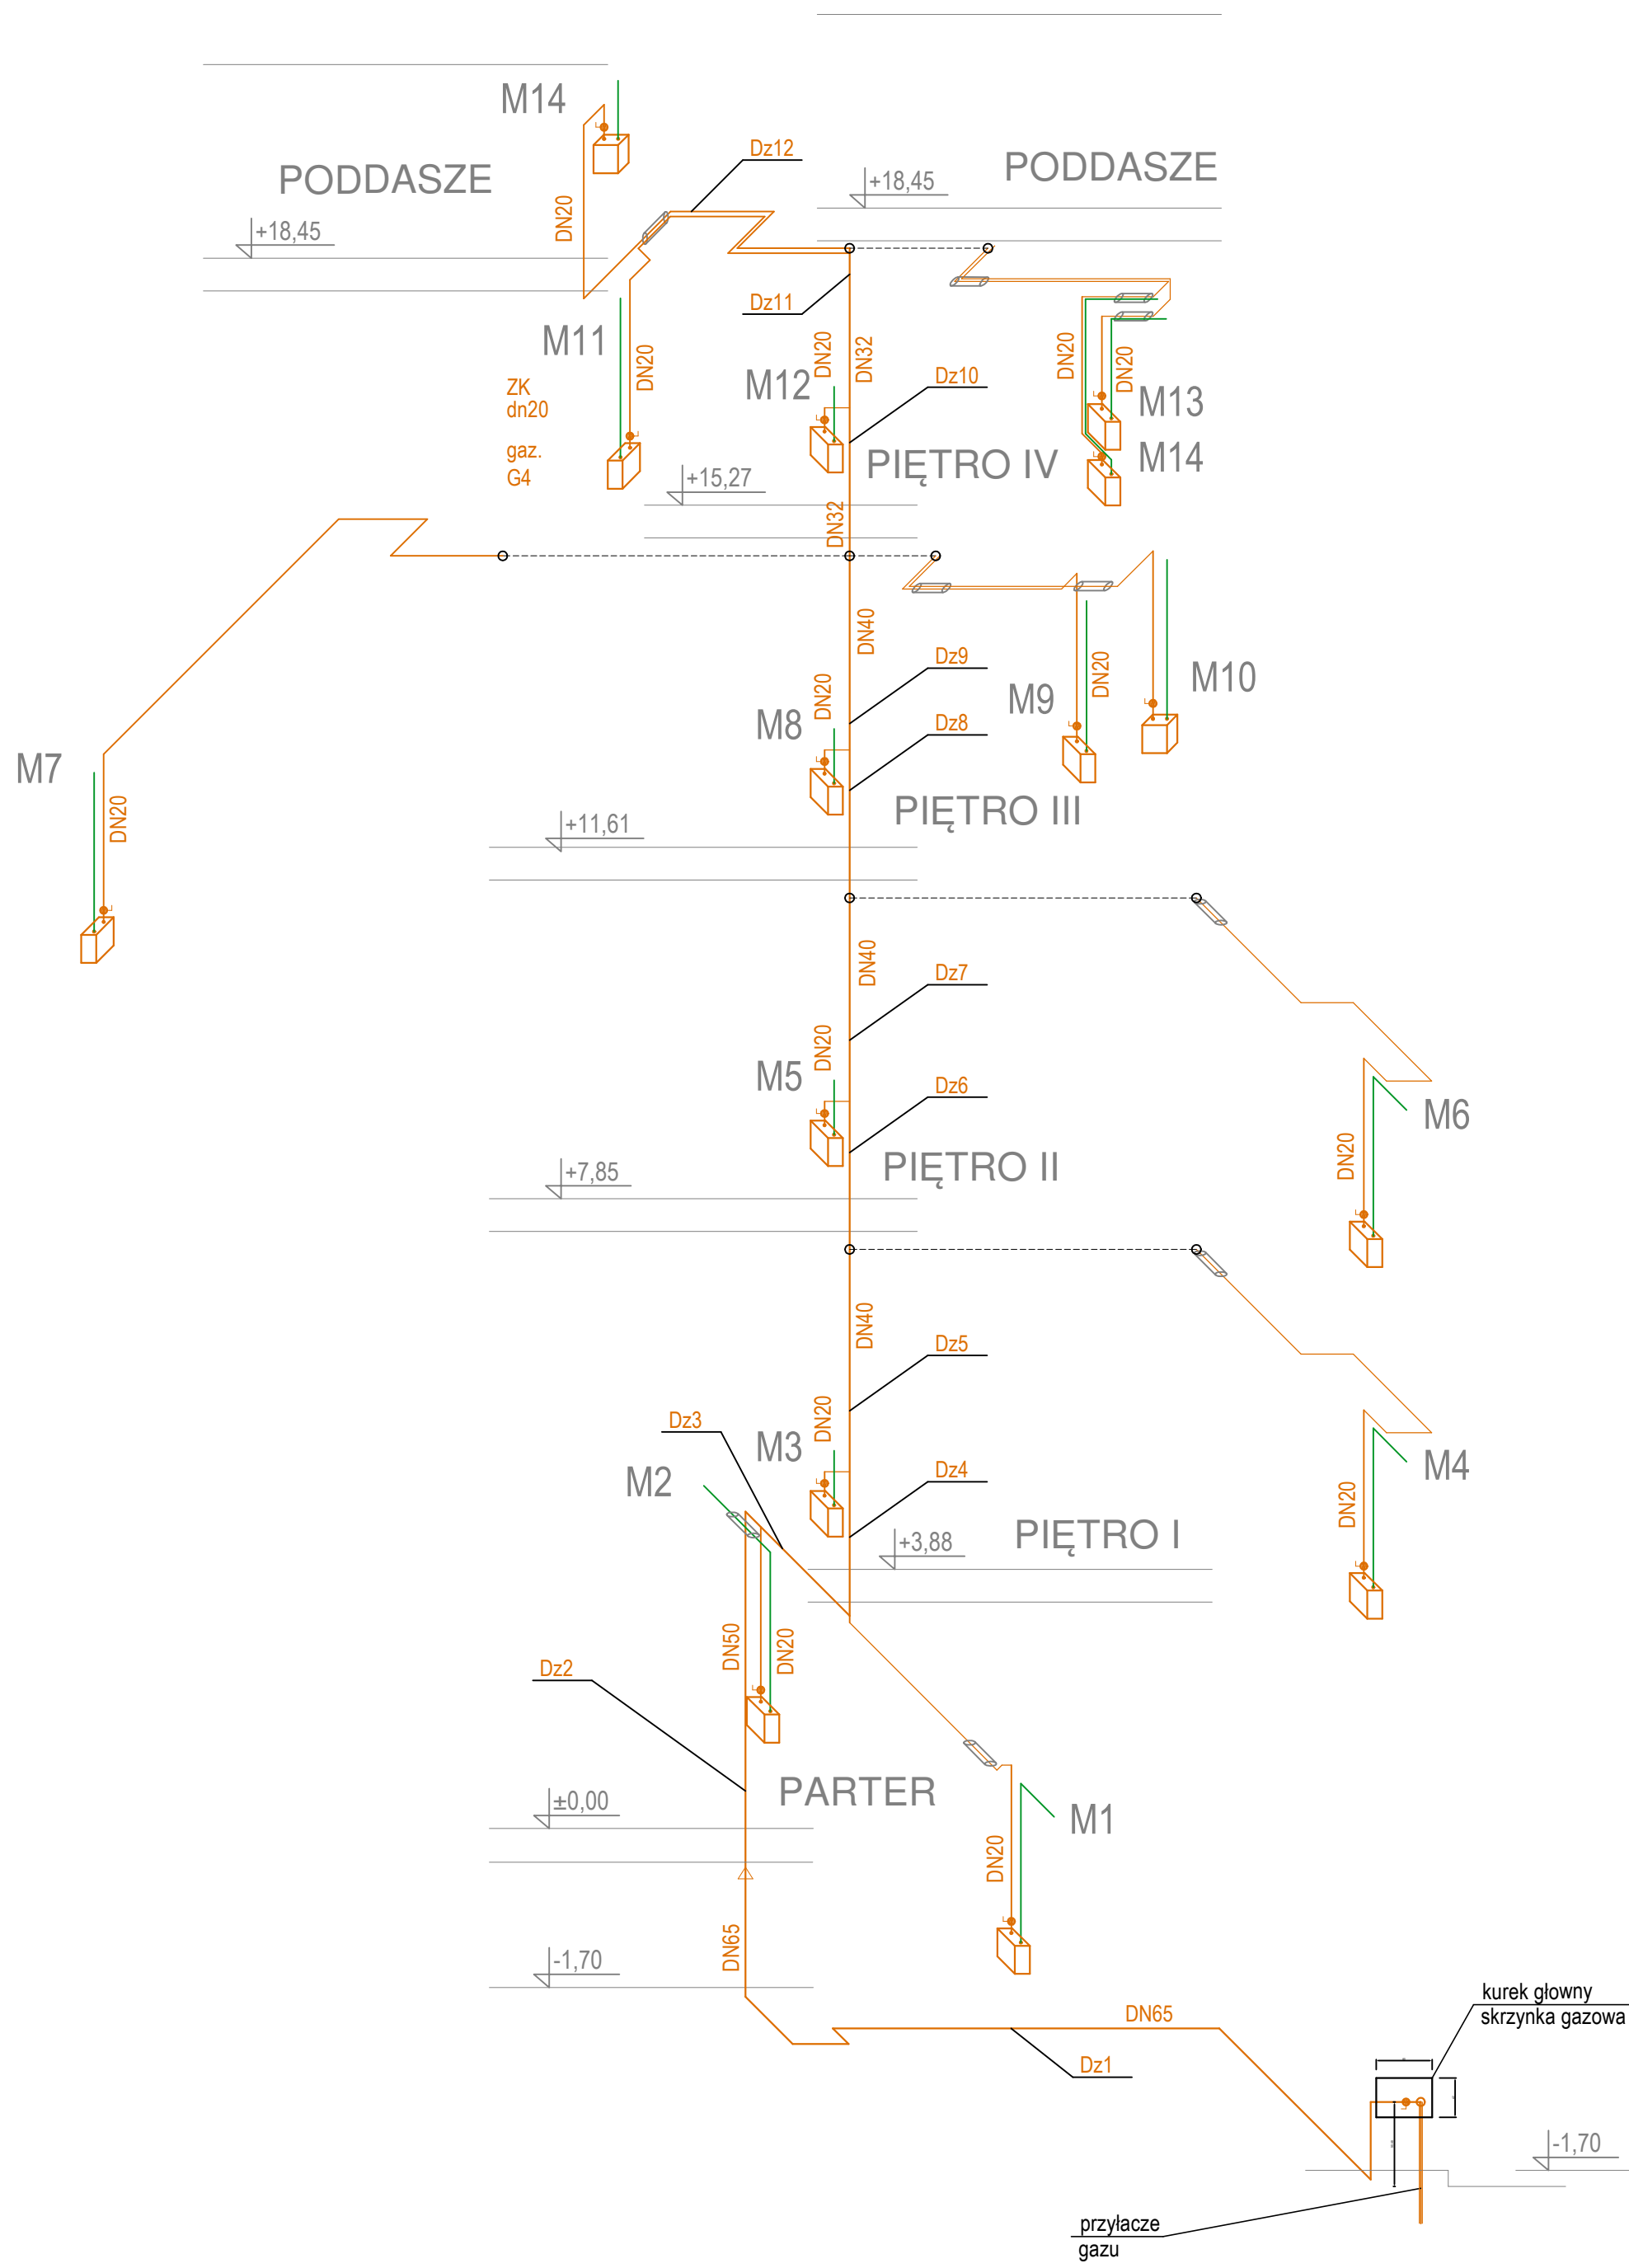 M14
PODDASZE
+18,45
DN20
Dz12
+18,45
PODDASZE
Dz11
M11
DN20
ZK
dn20
gaz.
G4
M12
DN20
DN32
Dz10
PIĘTRO IV
DN20
DN20
M13
M14
+15,27
DN32
DN40
Dz9
DN20
M8
Dz8
M9
DN20
M10
M7
DN20
PIĘTRO III
+11,61
DN40
Dz7
DN20
M5
Dz6
M6
DN20
PIĘTRO II
+7,85
DN40
Dz5
DN20
Dz3
M3
M2
Dz4
M4
DN20
PIĘTRO I
+3,88
DN50
DN20
Dz2
PARTER
±0,00
M1
DN20
DN65
-1,70
DN65
Dz1
kurek głowny
skrzynka gazowa
-1,70
przyłacze
gazu